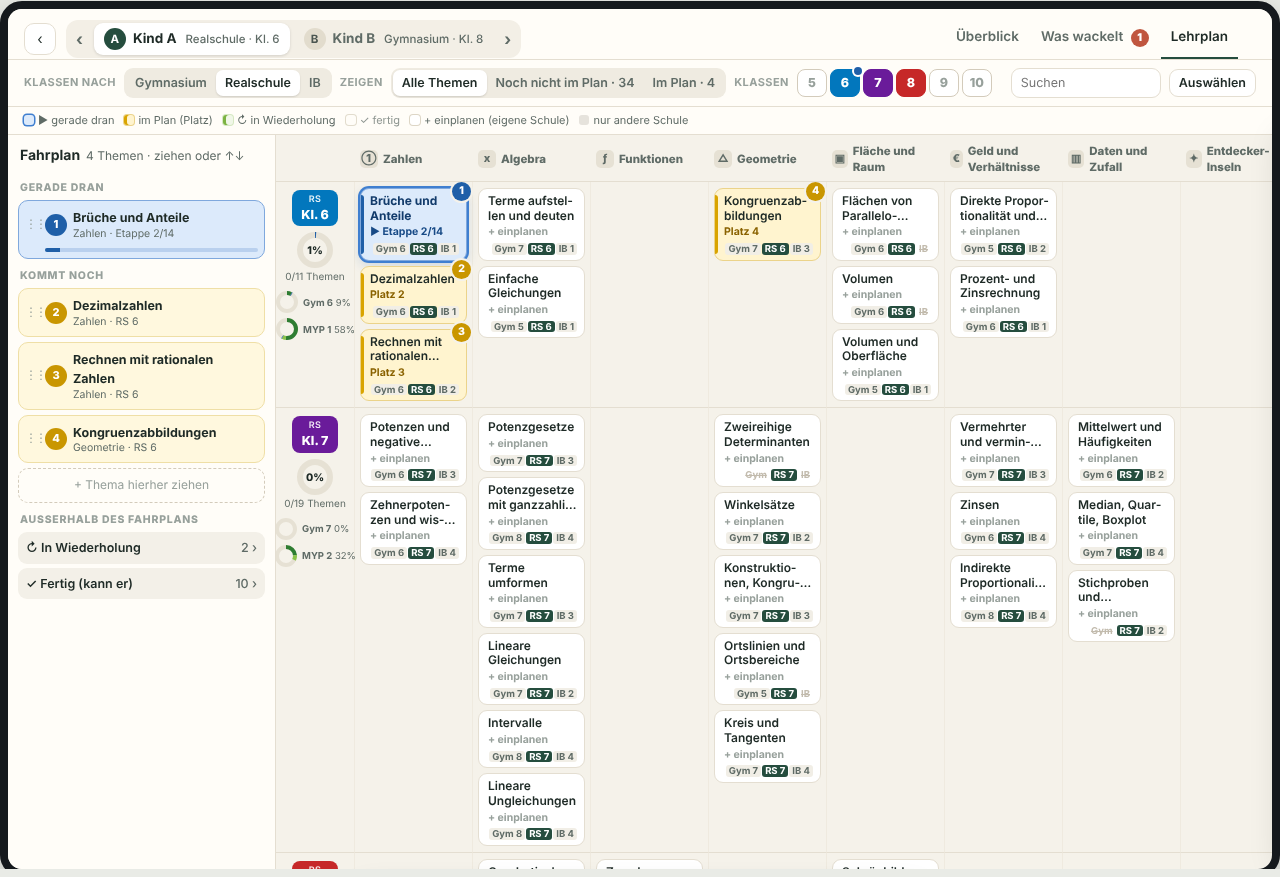 ‹ ‹ A Kind A Realschule · Kl. 6 B Kind B Gymnasium · Kl. 8 › Überblick Was wackelt 1 Lehrplan
KLASSEN NACH Gymnasium Realschule IB ZEIGEN Alle Themen Noch nicht im Plan · 34 Im Plan · 4 KLASSEN 5 6 7 8 9 10 Suchen Auswählen
▶ gerade dran im Plan (Platz) ↻ in Wiederholung ✓ fertig + einplanen (eigene Schule) nur andere Schule
Fahrplan 4 Themen · ziehen oder ↑↓
GERADE DRAN
1 Brüche und Anteile
Zahlen · Etappe 2/14
KOMMT NOCH
2 Dezimalzahlen
Zahlen · RS 6
3 Rechnen mit rationalen
Zahlen
Zahlen · RS 6
4 Kongruenzabbildungen
Geometrie · RS 6
+ Thema hierher ziehen
AUSSERHALB DES FAHRPLANS
↻ In Wiederholung 2 ›
✓ Fertig (kann er) 10 ›
1 Zahlen
x Algebra
ƒ Funktionen
△ Geometrie
▣ Fläche und
Raum
€ Geld und
Verhältnisse
▥ Daten und
Zufall
✦ Entdecker-
Inseln
RS
Kl. 6
1%
0/11 Themen
Gym 6 9%
MYP 1 58%
1
Brüche und
Anteile
▶ Etappe 2/14
Gym 6 RS 6 IB 1
2
Dezimalzahlen
Platz 2
Gym 6 RS 6 IB 1
3
Rechnen mit
rationalen...
Platz 3
Gym 6 RS 6 IB 2
Terme aufstel-
len und deuten
+ einplanen
Gym 7 RS 6 IB 1
Einfache
Gleichungen
+ einplanen
Gym 5 RS 6 IB 1
4
Kongruenzab-
bildungen
Platz 4
Gym 7 RS 6 IB 3
Flächen von
Parallelo-...
+ einplanen
Gym 6 RS 6 IB
Volumen
+ einplanen
Gym 6 RS 6 IB
Volumen und
Oberfläche
+ einplanen
Gym 5 RS 6 IB 1
Direkte Propor-
tionalität und...
+ einplanen
Gym 5 RS 6 IB 2
Prozent- und
Zinsrechnung
+ einplanen
Gym 6 RS 6 IB 1
RS
Kl. 7
0%
0/19 Themen
Gym 7 0%
MYP 2 32%
Potenzen und
negative...
+ einplanen
Gym 6 RS 7 IB 3
Zehnerpoten-
zen und wis-...
+ einplanen
Gym 6 RS 7 IB 4
Potenzgesetze
+ einplanen
Gym 7 RS 7 IB 3
Potenzgesetze
mit ganzzahli...
+ einplanen
Gym 8 RS 7 IB 4
Terme
umformen
+ einplanen
Gym 7 RS 7 IB 3
Lineare
Gleichungen
+ einplanen
Gym 7 RS 7 IB 2
Intervalle
+ einplanen
Gym 8 RS 7 IB 4
Lineare
Ungleichungen
+ einplanen
Gym 8 RS 7 IB 4
Zweireihige
Determinanten
+ einplanen
Gym RS 7 IB
Winkelsätze
+ einplanen
Gym 7 RS 7 IB 2
Konstruktio-
nen, Kongru-...
+ einplanen
Gym 7 RS 7 IB 3
Ortslinien und
Ortsbereiche
+ einplanen
Gym 5 RS 7 IB
Kreis und
Tangenten
+ einplanen
Gym 7 RS 7 IB 4
Vermehrter
und vermin-...
+ einplanen
Gym 7 RS 7 IB 3
Zinsen
+ einplanen
Gym 6 RS 7 IB 4
Indirekte
Proportionali...
+ einplanen
Gym 8 RS 7 IB 4
Mittelwert und
Häufigkeiten
+ einplanen
Gym 6 RS 7 IB 2
Median, Quar-
tile, Boxplot
+ einplanen
Gym 7 RS 7 IB 4
Stichproben
und...
+ einplanen
Gym RS 7 IB 2